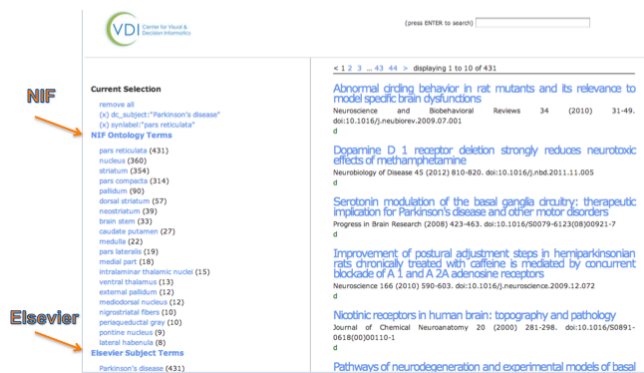 VDI Center for Visual &
Decision Informatics
(press ENTER to search)
< 1 2 3 ... 43 44 > displaying 1 to 10 of 431
NIF
Current Selection
remove all
(x) dc_subject:"Parkinson's disease"
(x) synlabel:"pars reticulata"
NIF Ontology Terms
pars reticulata (431)
nucleus (360)
striatum (354)
pars compacta (314)
pallidum (90)
dorsal striatum (57)
neostriatum (39)
brain stem (33)
caudate putamen (27)
medulla (22)
pars lateralis (19)
medial part (18)
intralaminar thalamic nuclei (15)
ventral thalamus (13)
external pallidum (12)
mediodorsal nucleus (12)
nigrostriatal fibers (10)
periaqueductal gray (10)
pontine nucleus (9)
lateral habenula (8)
Elsevier
Elsevier Subject Terms
Parkinson's disease (431)
Abnormal circling behavior in rat mutants and its relevance to
model specific brain dysfunctions
Neuroscience and Biobehavioral Reviews 34 (2010) 31-49.
doi:10.1016/j.neubiorev.2009.07.001
d
Dopamine D 1 receptor deletion strongly reduces neurotoxic
effects of methamphetamine
Neurobiology of Disease 45 (2012) 810-820. doi:10.1016/j.nbd.2011.11.005
d
Serotonin modulation of the basal ganglia circuitry: therapeutic
implication for Parkinson's disease and other motor disorders
Progress in Brain Research (2008) 423-463. doi:10.1016/S0079-6123(08)00921-7
d
Improvement of postural adjustment steps in hemiparkinsonian
rats chronically treated with caffeine is mediated by concurrent
blockade of A 1 and A 2A adenosine receptors
Neuroscience 166 (2010) 590-603. doi:10.1016/j.neuroscience.2009.12.072
d
Nicotinic receptors in human brain: topography and pathology
Journal of Chemical Neuroanatomy 20 (2000) 281-298. doi:10.1016/S0891-
0618(00)00110-1
d
Pathways of neurodegeneration and experimental models of basal